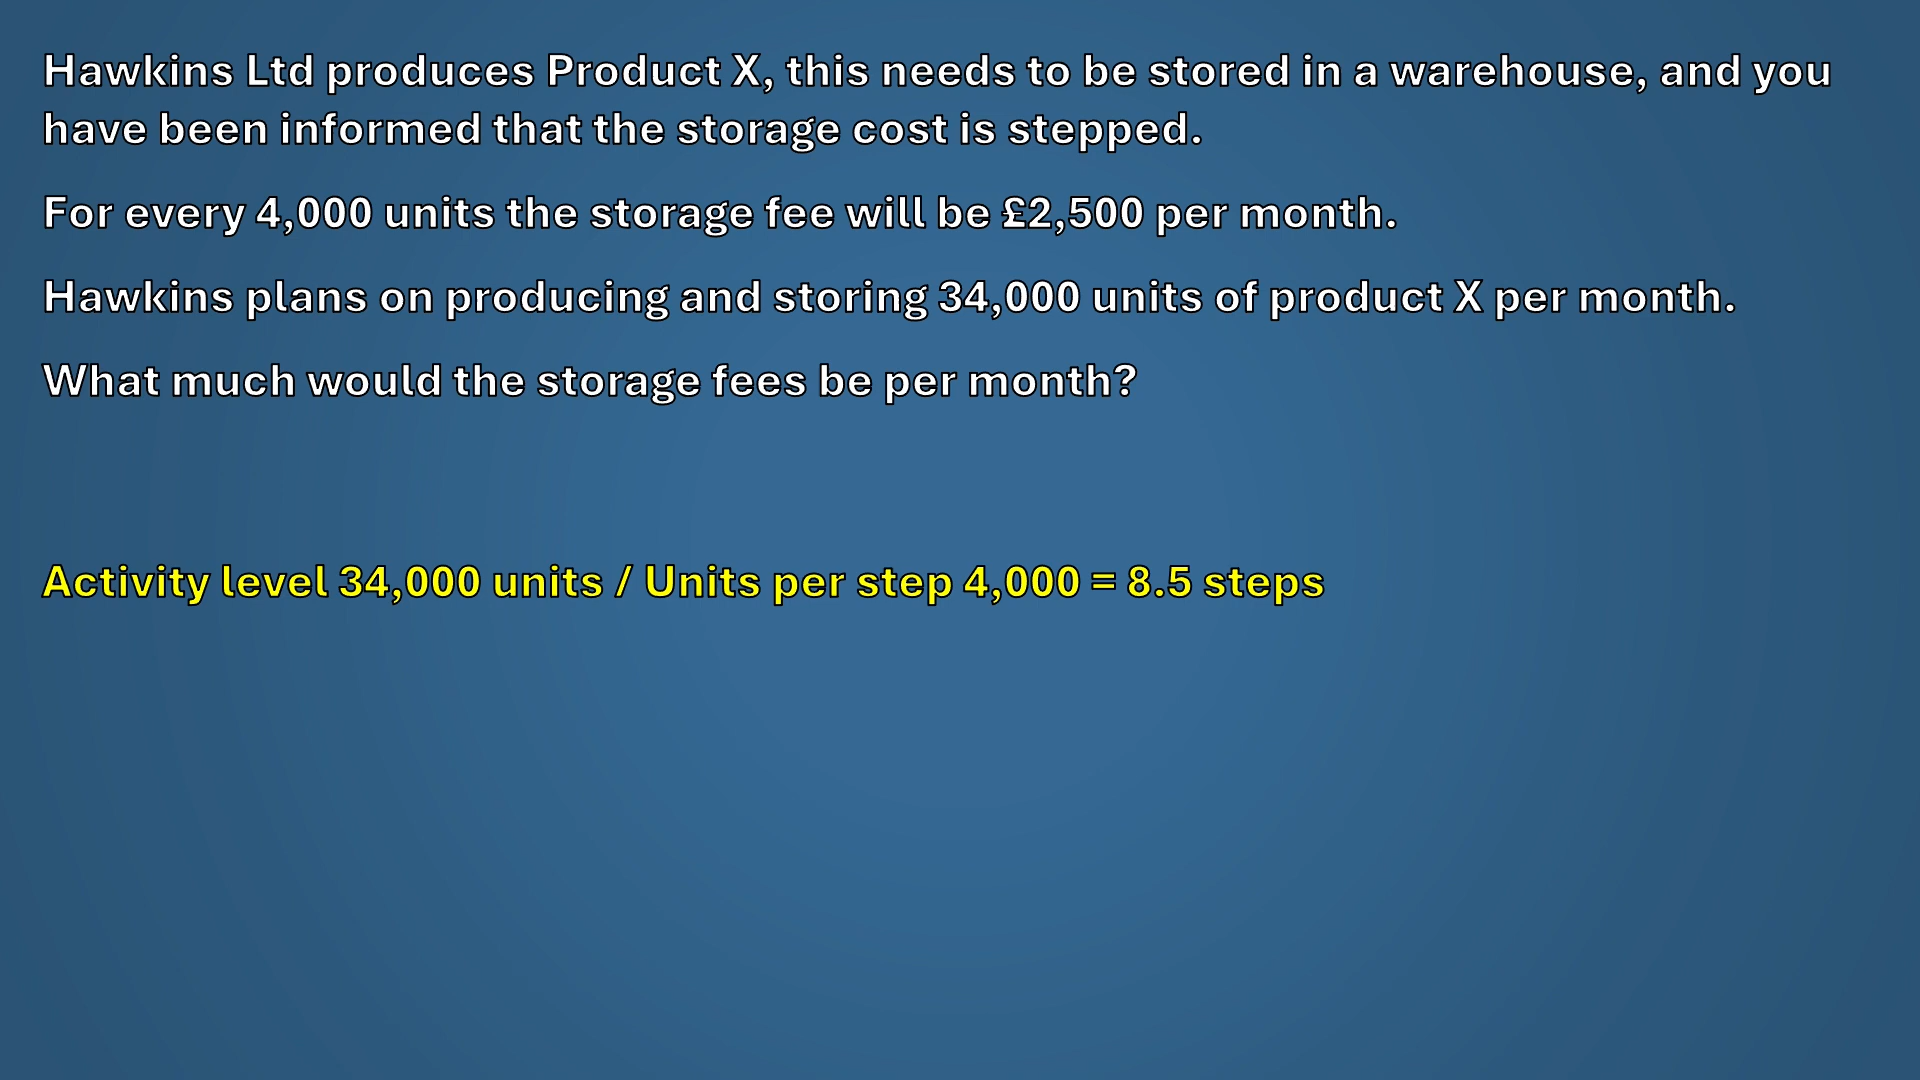 Hawkins Ltd produces Product X, this needs to be stored in a warehouse, and you
have been informed that the storage cost is stepped.
For every 4,000 units the storage fee will be £2,500 per month.
Hawkins plans on producing and storing 34,000 units of product X per month.
What much would the storage fees be per month?
Activity level 34,000 units / Units per step 4,000 = 8.5 steps